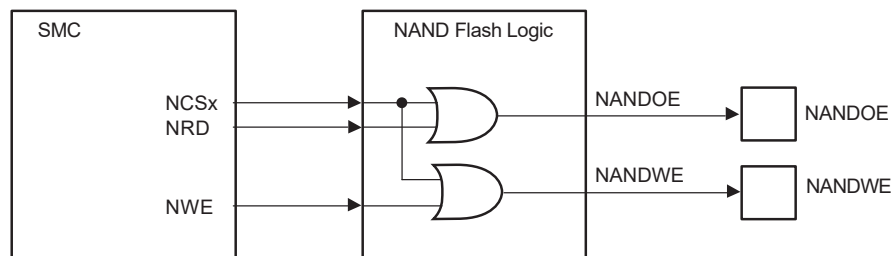 SMC
NAND Flash Logic
NCSx
NRD
NANDOE
NANDOE
NWE
NANDWE
NANDWE